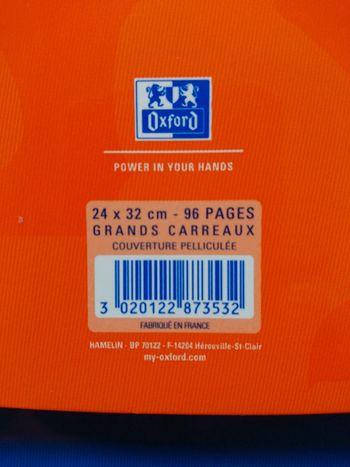 Oxford
POWER IN YOUR HANDS
24 x 32 cm - 96 PAGES
GRANDS CARREAUX
COUVERTURE PELLICULÉE
3 020122 873532
FABRIQUÉ EN FRANCE
HAMELIN - BP 70122 - F-14204 Hérouville-St-Clair
my-oxford.com